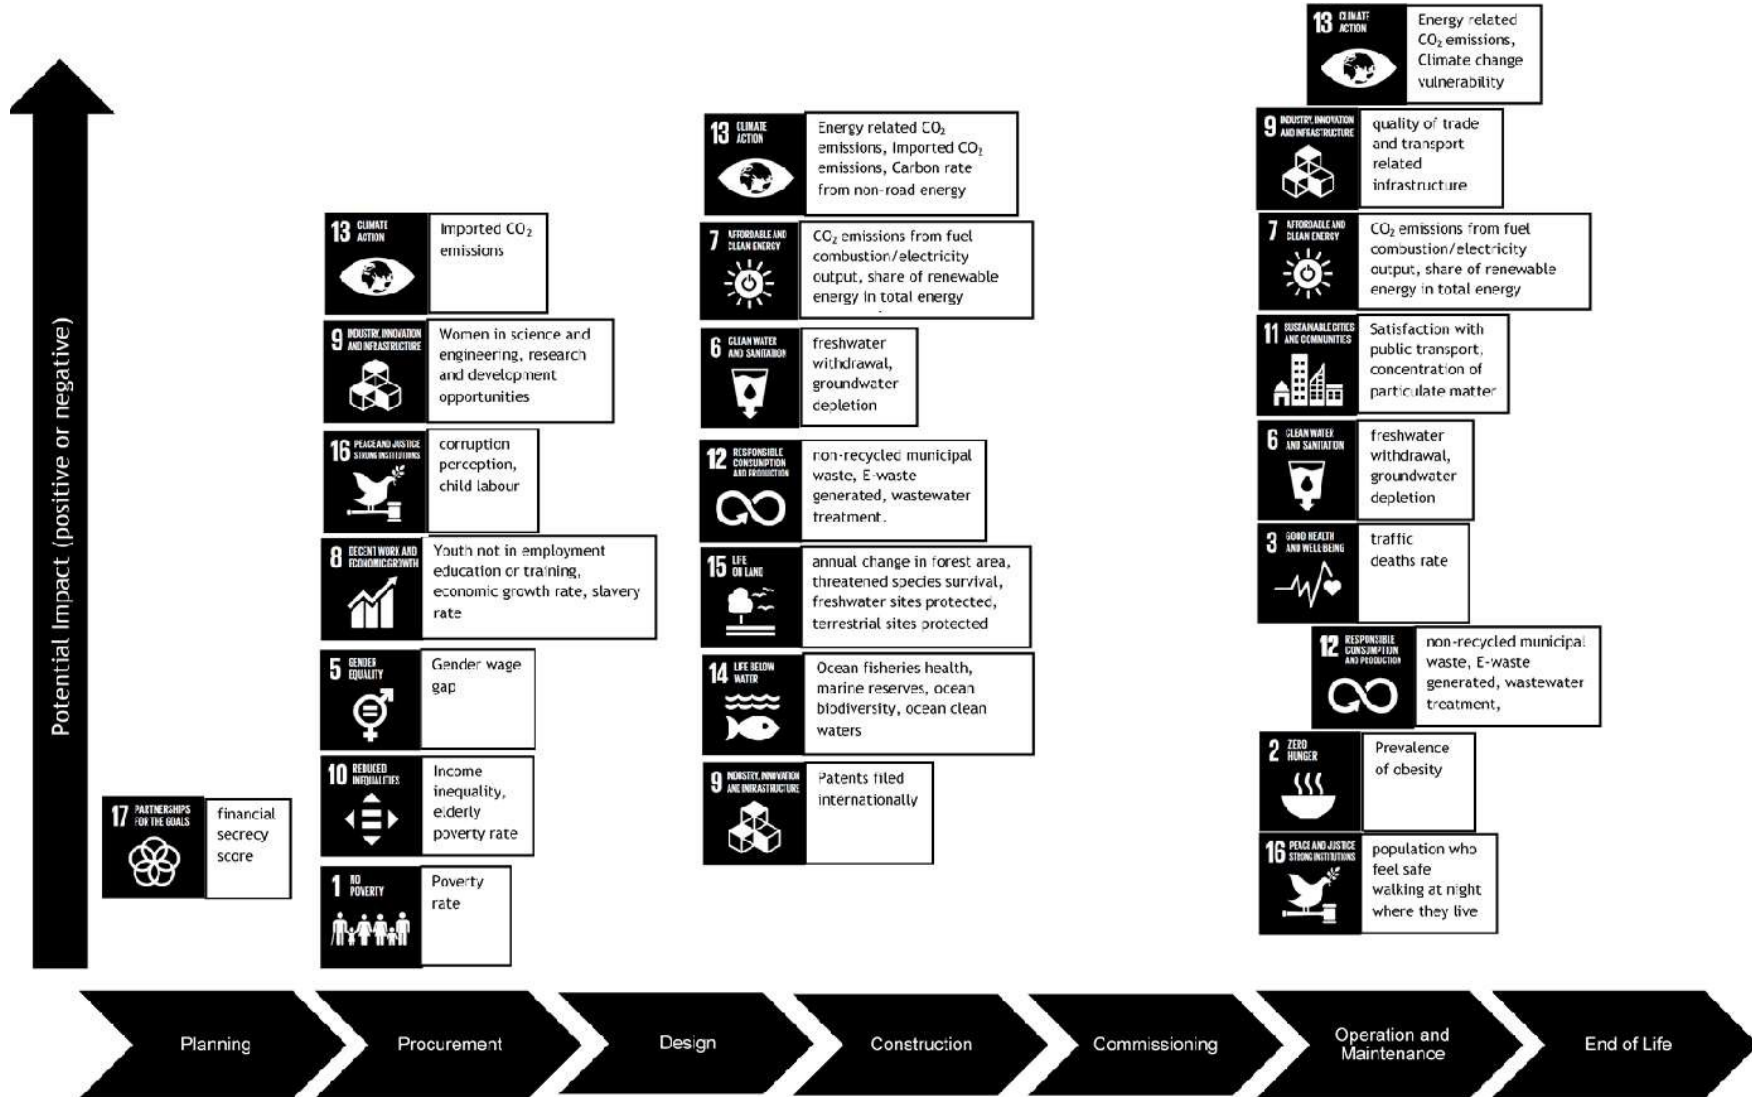 Potential Impact (positive or negative)
17 PARTNERSHIPS
FOR THE GOALS
financial
secrecy
score
13 CLIMATE
ACTION
Imported CO₂
emissions
9 INDUSTRY, INNOVATION
AND INFRASTRUCTURE
Women in science and
engineering, research
and development
opportunities
16 PEACE AND JUSTICE
STRONG INSTITUTIONS
corruption
perception,
child labour
8 DECENT WORK AND
ECONOMIC GROWTH
Youth not in employment
education or training,
economic growth rate, slavery
rate
5 GENDER
EQUALITY
Gender wage
gap
10 REDUCED
INEQUALITIES
Income
inequality,
elderly
poverty rate
1 NO
POVERTY
Poverty
rate
13 CLIMATE
ACTION
Energy related CO₂
emissions, Imported CO₂
emissions, Carbon rate
from non-road energy
7 AFFORDABLE AND
CLEAN ENERGY
CO₂ emissions from fuel
combustion/electricity
output, share of renewable
energy in total energy
6 CLEAN WATER
AND SANITATION
freshwater
withdrawal,
groundwater
depletion
12 RESPONSIBLE
CONSUMPTION
AND PRODUCTION
non-recycled municipal
waste, E-waste
generated, wastewater
treatment.
15 LIFE
ON LAND
annual change in forest area,
threatened species survival,
freshwater sites protected,
terrestrial sites protected
14 LIFE BELOW
WATER
Ocean fisheries health,
marine reserves, ocean
biodiversity, ocean clean
waters
9 INDUSTRY, INNOVATION
AND INFRASTRUCTURE
Patents filed
internationally
13 CLIMATE
ACTION
Energy related
CO₂ emissions,
Climate change
vulnerability
9 INDUSTRY, INNOVATION
AND INFRASTRUCTURE
quality of trade
and transport
related
infrastructure
7 AFFORDABLE AND
CLEAN ENERGY
CO₂ emissions from fuel
combustion/electricity
output, share of renewable
energy in total energy
11 SUSTAINABLE CITIES
AND COMMUNITIES
Satisfaction with
public transport,
concentration of
particulate matter
6 CLEAN WATER
AND SANITATION
freshwater
withdrawal,
groundwater
depletion
3 GOOD HEALTH
AND WELL-BEING
traffic
deaths rate
12 RESPONSIBLE
CONSUMPTION
AND PRODUCTION
non-recycled municipal
waste, E-waste
generated, wastewater
treatment,
2 ZERO
HUNGER
Prevalence
of obesity
16 PEACE AND JUSTICE
STRONG INSTITUTIONS
population who
feel safe
walking at night
where they live
Planning
Procurement
Design
Construction
Commissioning
Operation and
Maintenance
End of Life